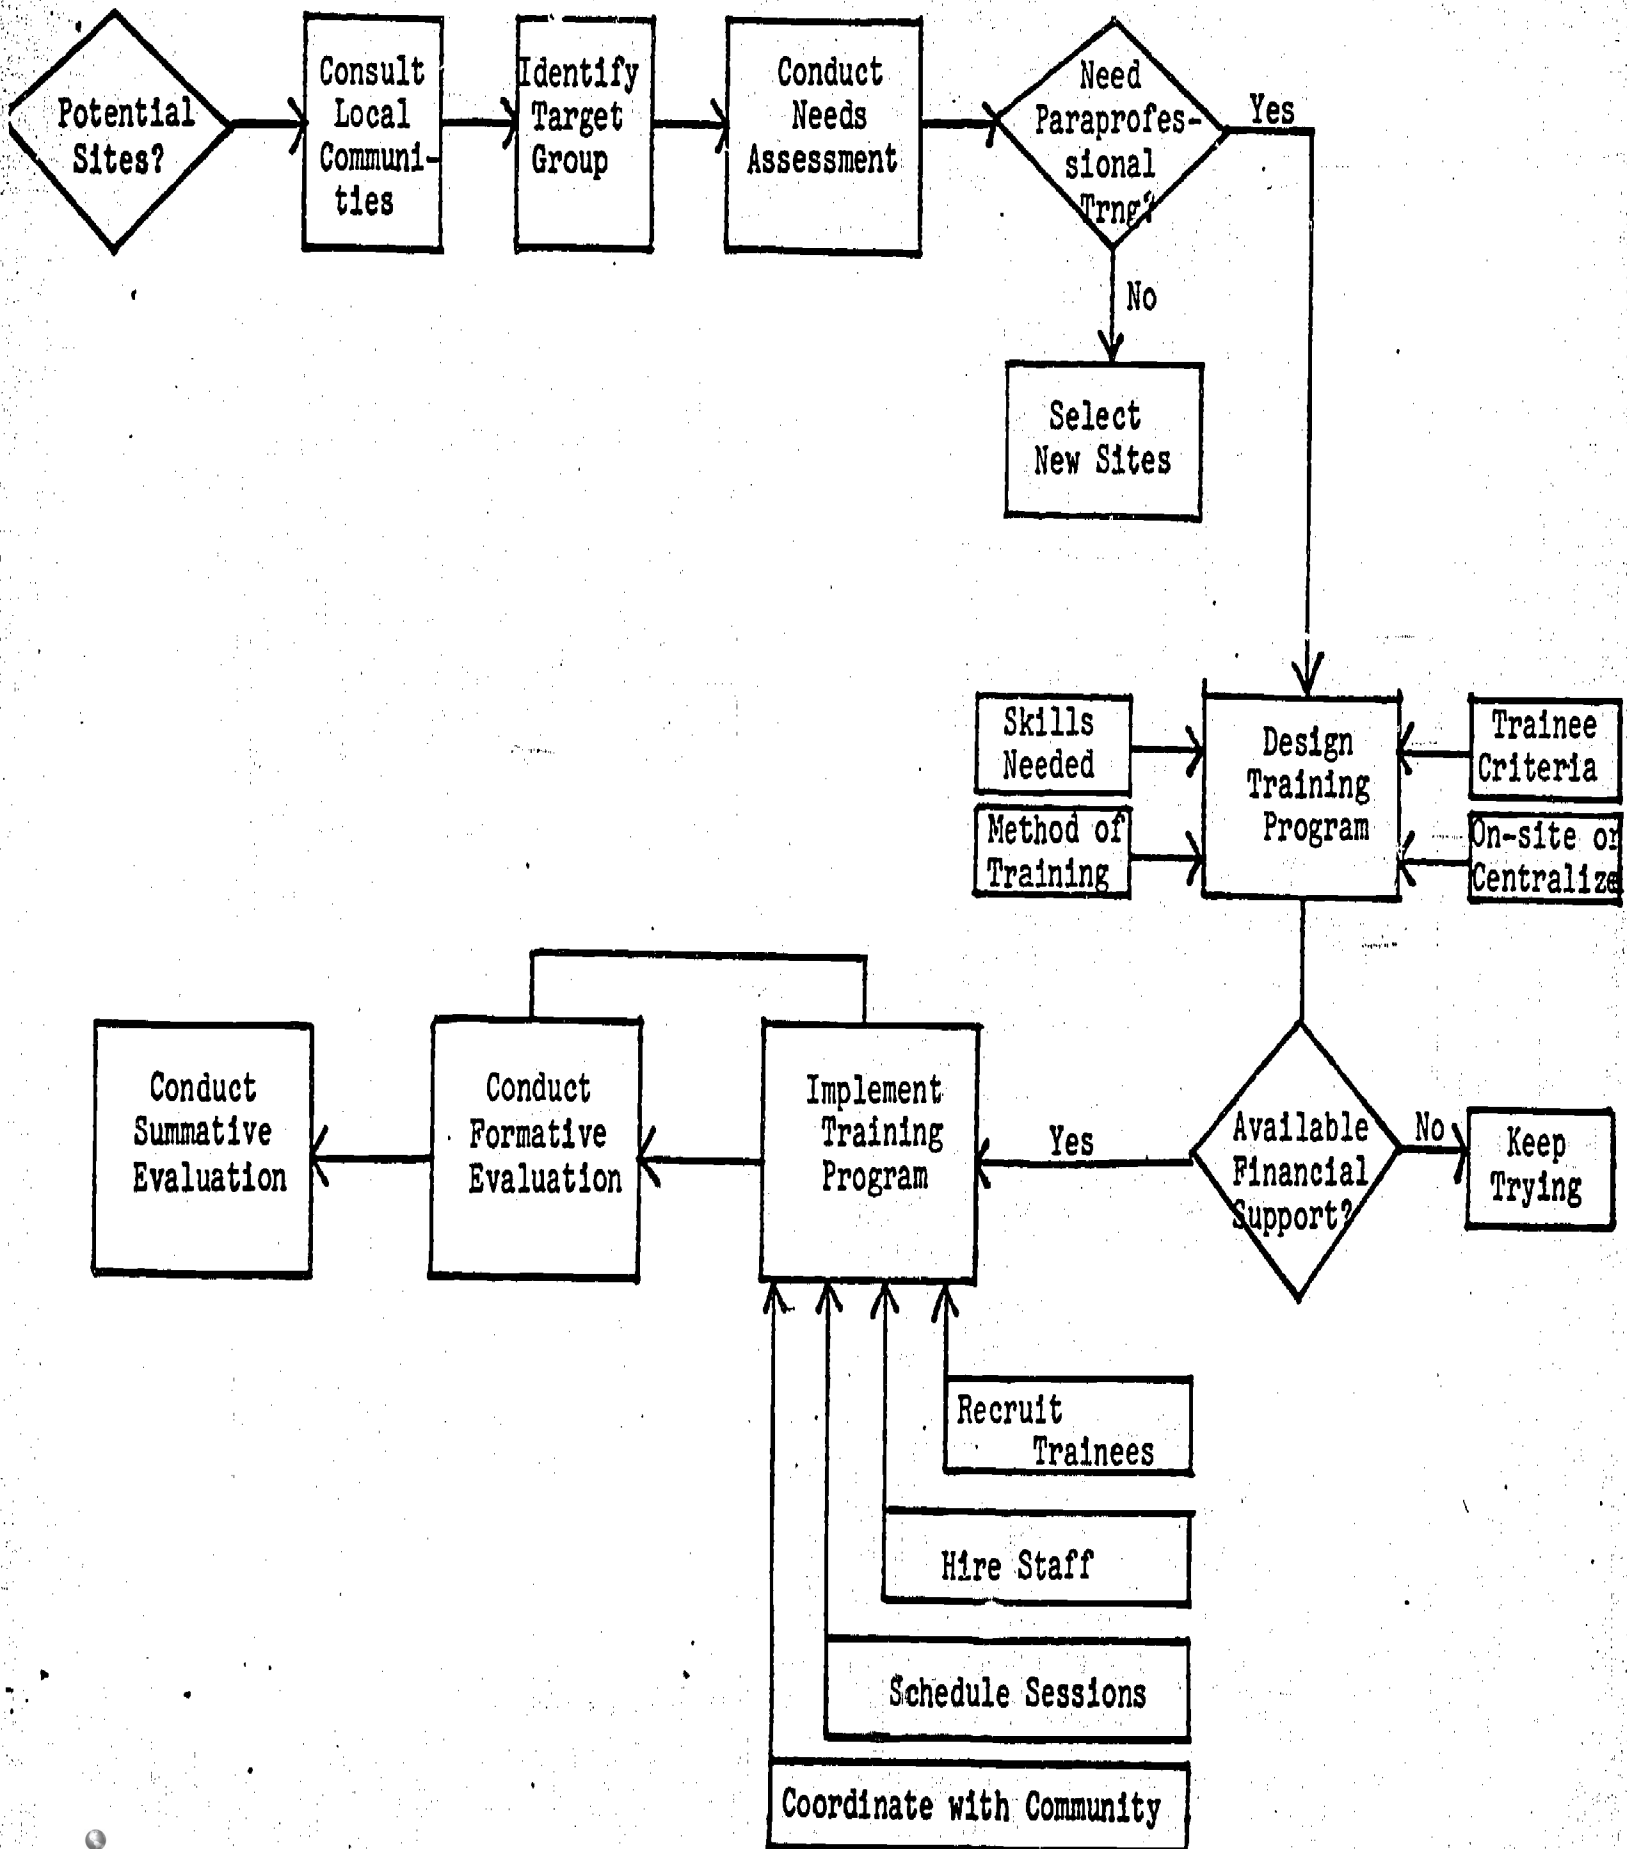 Potential
Sites?
Consult
Local
Communi-
ties
Identify
Target
Group
Conduct
Needs
Assessment
Need
Paraprofes-
sional
Trng?
Yes
No
Select
New Sites
Skills
Needed
Method of
Training
Design
Training
Program
Trainee
Criteria
On-site or
Centralize
Conduct
Summative
Evaluation
Conduct
Formative
Evaluation
Implement
Training
Program
Yes
Available
Financial
Support?
No
Keep
Trying
Recruit
Trainees
Hire Staff
Schedule Sessions
Coordinate with Community